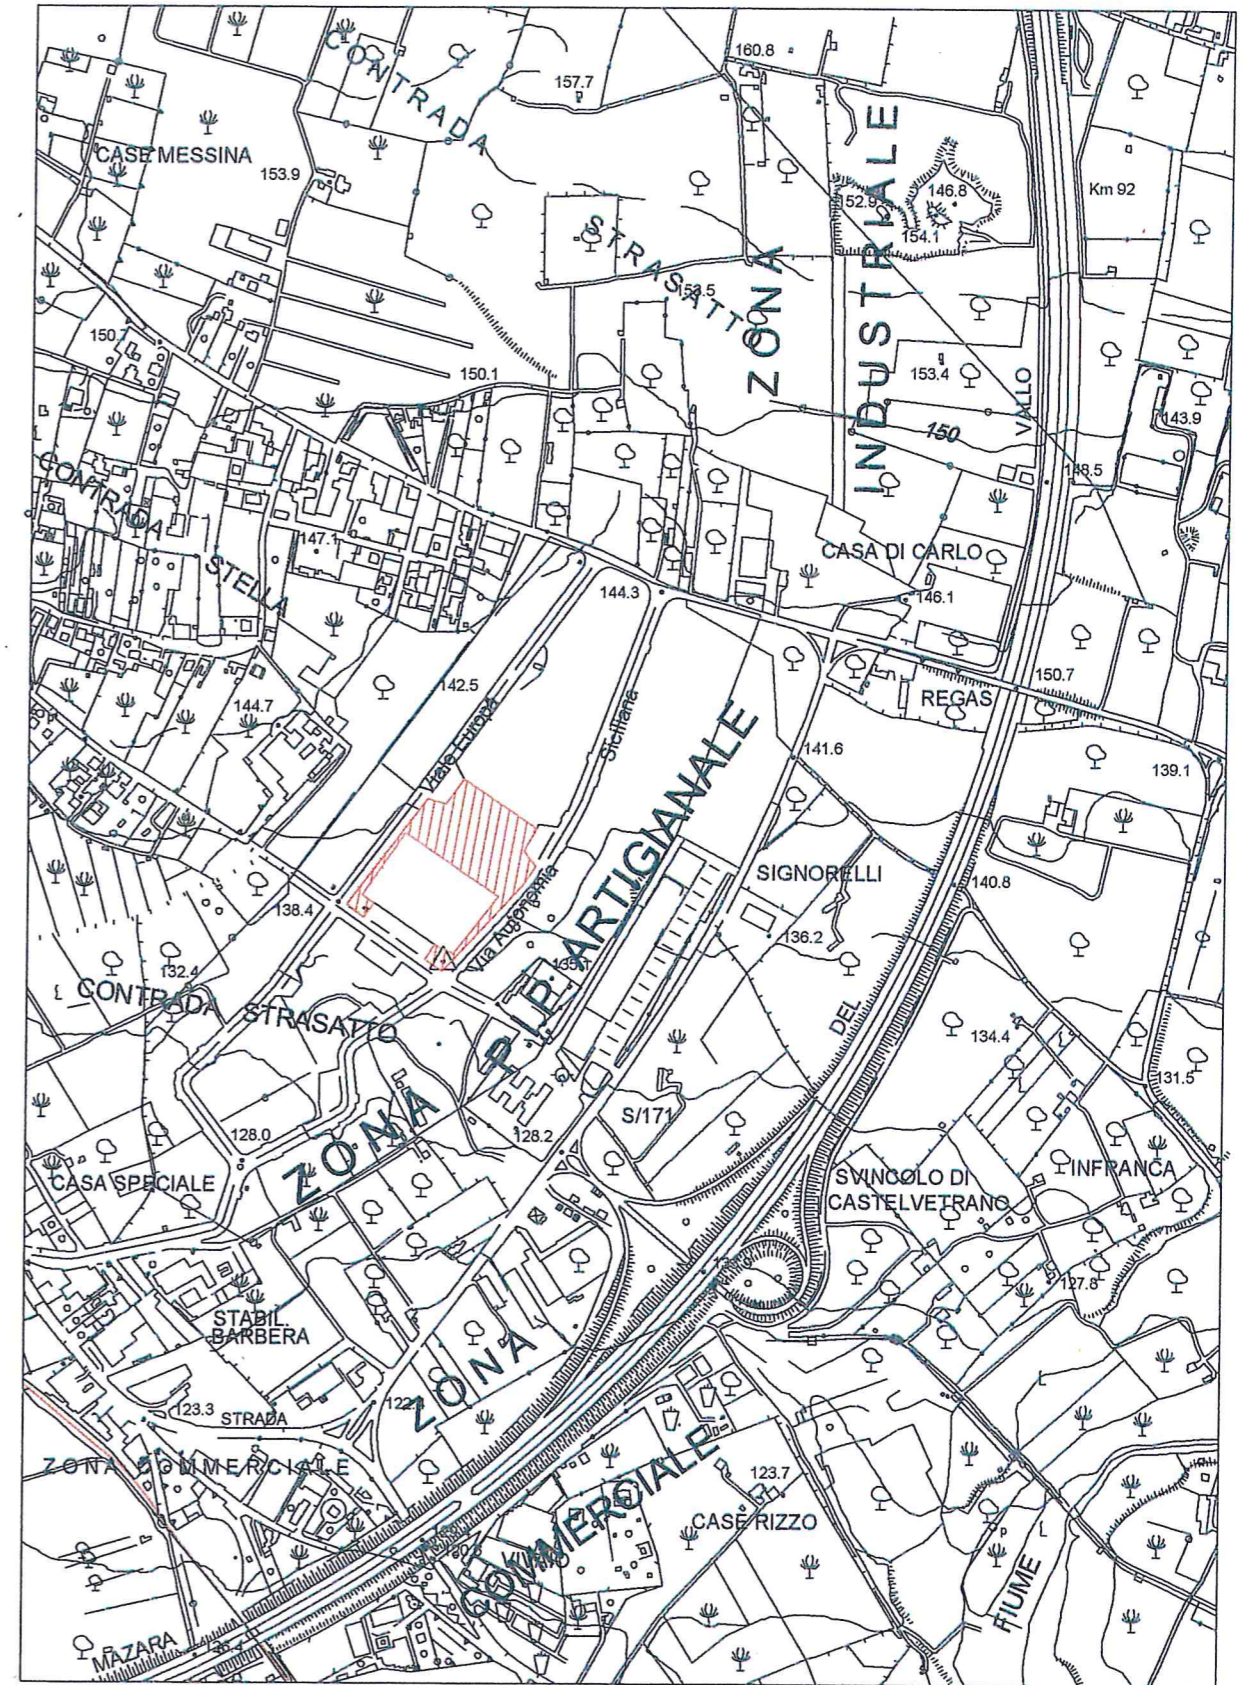 CONTRADA
160.8
157.7
CASE MESSINA
153.9
ZONA
INDUSTRIALE
146.8
Km 92
52.9
154.1
STRASATTO
153.5
150.7
150.1
153.4
VALLO
143.9
150
148.5
CONTRADA
STELLA
147.1
CASA DI CARLO
144.3
146.1
142.5
144.7
REGAS
150.7
Viale Europa
Siciliana
141.6
139.1
P.I.P. ARTIGIANALE
SIGNORELLI
140.8
138.4
Via Autonomia
136.2
132.4
CONTRADA STRASATTO
DEL
134.4
131.5
ZONA
S/171
128.0
128.2
CASA SPECIALE
SVINCOLO DI
CASTELVETRANO
INFRANCA
127.8
STABIL.
BARBERA
ZONA
COMMERCIALE
123.3
STRADA
ZONA COMMERCIALE
123.7
CASE RIZZO
FIUME
MAZARA